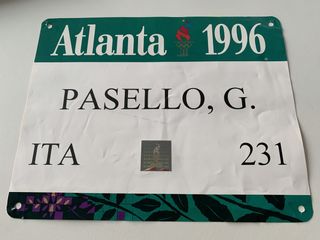 Atlanta 1996
PASELLO, G.
ITA 231